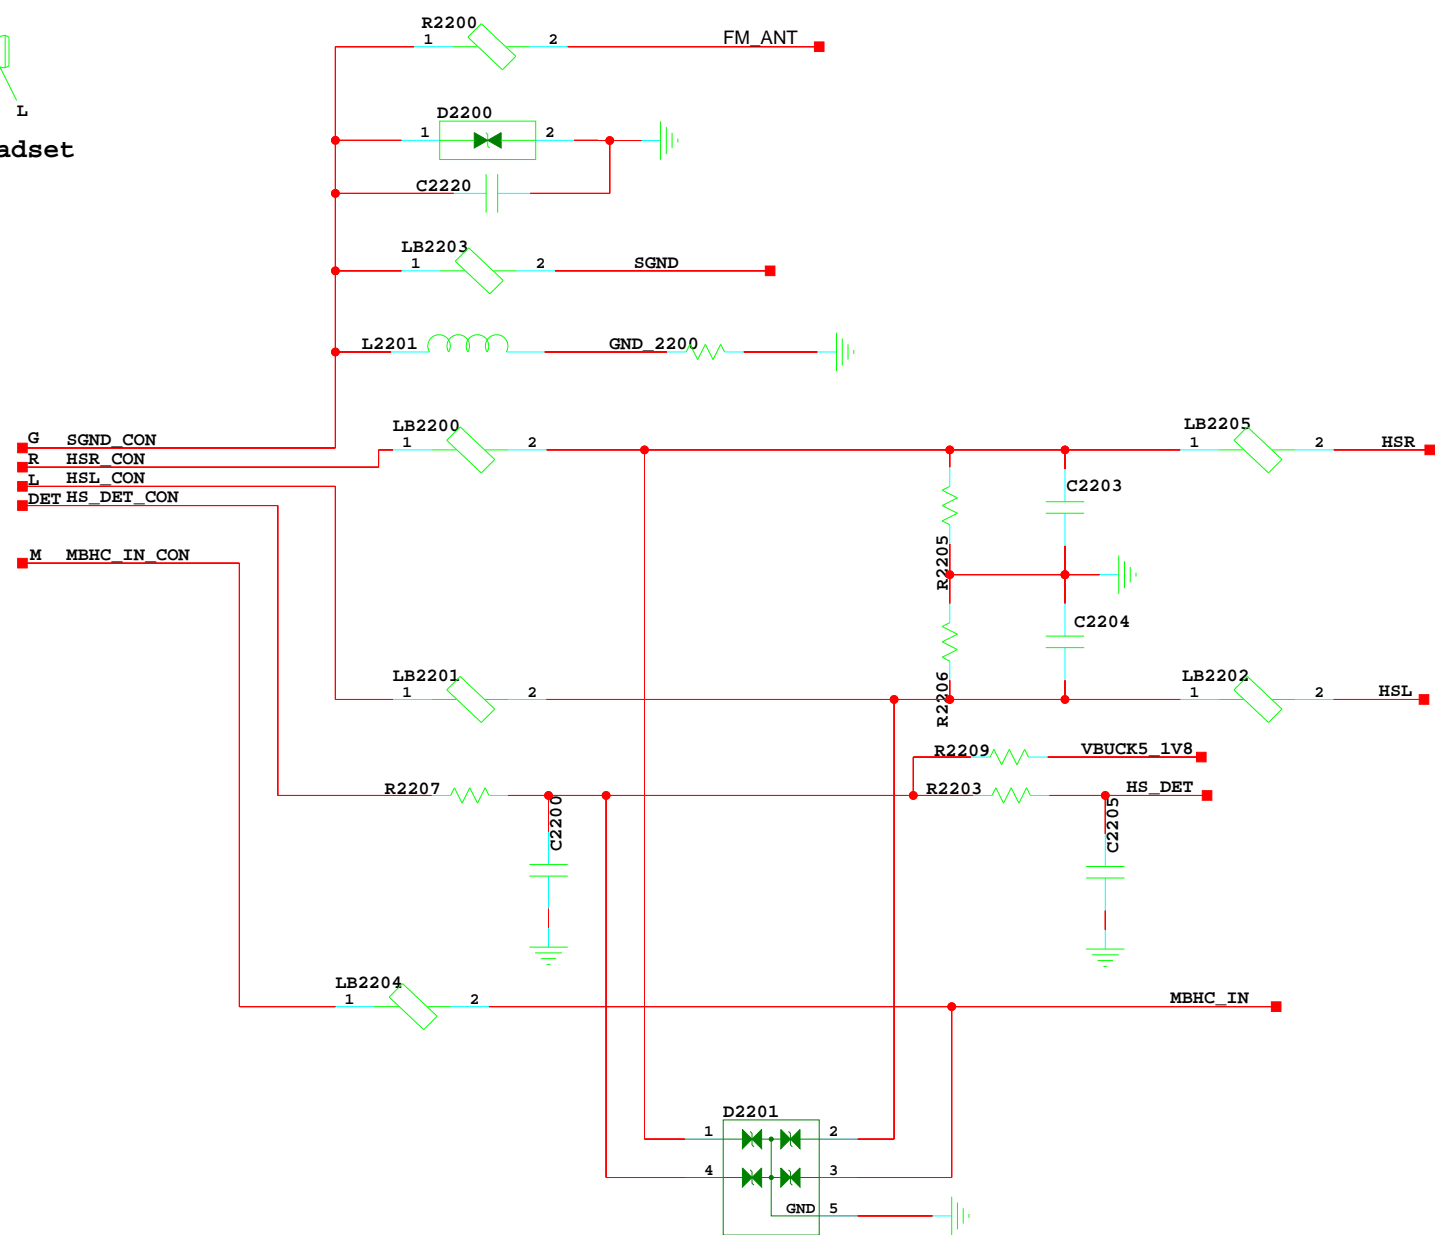 R2200
1 2 FM_ANT
L
D2200
1 2
adset
C2220
LB2203
1 2 SGND
L2201 GND_2200
LB2200
1 2
LB2205
1 2 HSR
G SGND_CON
R HSR_CON
L HSL_CON
DET HS_DET_CON
M MBHC_IN_CON
C2203
R2205
C2204
R2206
LB2201
1 2
LB2202
1 2 HSL
R2209 VBUCK5_1V8
R2207
R2203 HS_DET
C2200
C2205
LB2204
1 2
MBHC_IN
D2201
1 2
4 3
GND 5